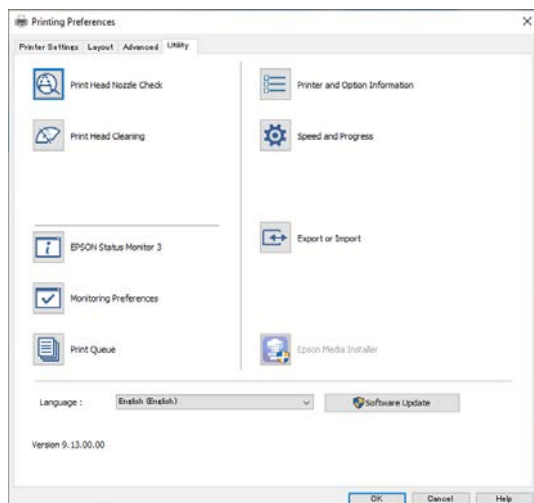 Printing Preferences
Printer Settings Layout Advanced Utility
Print Head Nozzle Check
Printer and Option Information
Print Head Cleaning
Speed and Progress
EPSON Status Monitor 3
Export or Import
Monitoring Preferences
Print Queue
Epson Media Installer
Language :
English (English)
Software Update
Version 9.13.00.00
OK Cancel Help